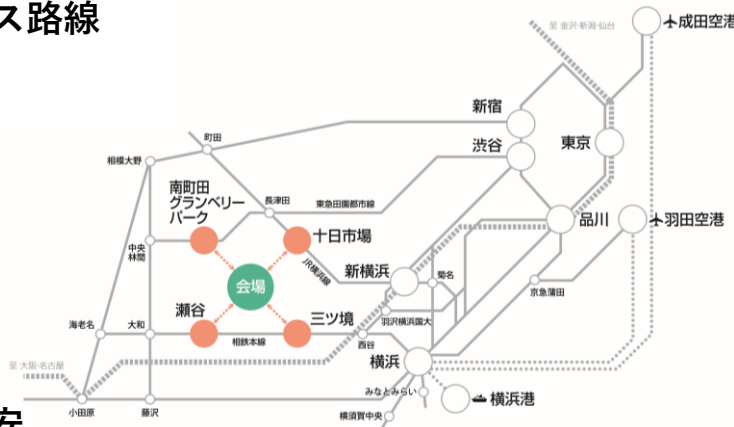 ス路線
至 金沢・新潟・仙台
成田空港
新宿
渋谷
東京
町田
相模大野
南町田
グランベリー
パーク
長津田
東急田園都市線
品川
羽田空港
十日市場
中央
林間
JR横浜線
新横浜
菊名
会場
京急蒲田
瀬谷
三ツ境
羽沢横浜国大
海老名
大和
相鉄本線
西谷
横浜
至 大阪・名古屋
みなとみらい
横浜港
小田原
藤沢
横須賀中央